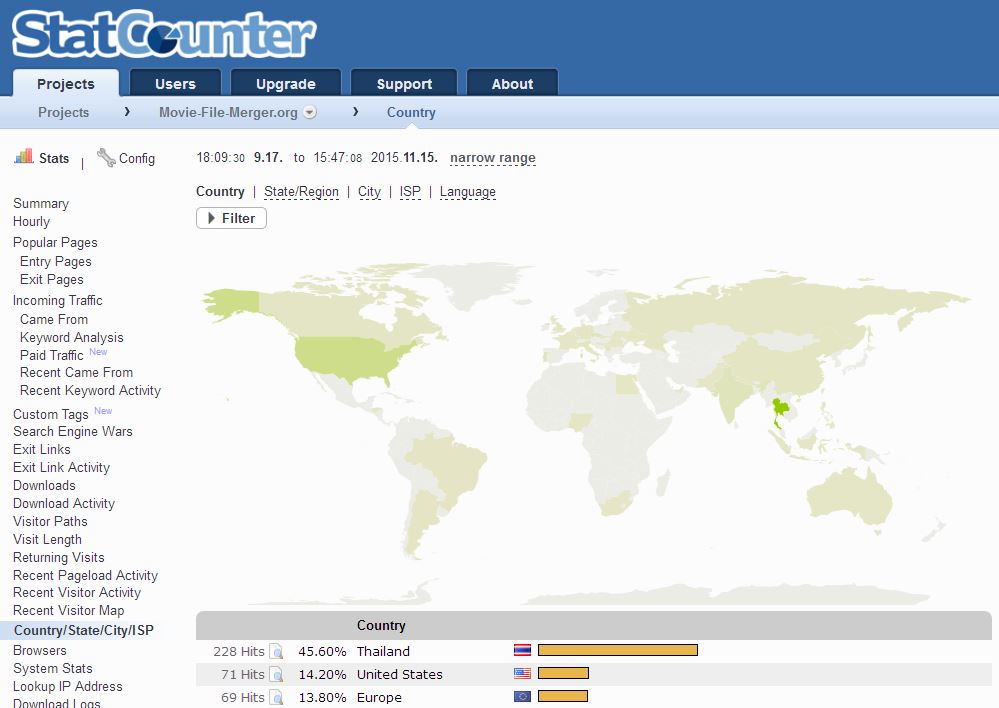 StatCounter
Projects Users Upgrade Support About
Projects › Movie-File-Merger.org › Country
Stats | Config
18:09:30 9.17. to 15:47:08 2015.11.15. narrow range
Country | State/Region | City | ISP | Language
Filter
Summary
Hourly
Popular Pages
Entry Pages
Exit Pages
Incoming Traffic
Came From
Keyword Analysis
Paid Traffic New
Recent Came From
Recent Keyword Activity
Custom Tags New
Search Engine Wars
Exit Links
Exit Link Activity
Downloads
Download Activity
Visitor Paths
Visit Length
Returning Visits
Recent Pageload Activity
Recent Visitor Activity
Recent Visitor Map
Country/State/City/ISP
Browsers
System Stats
Lookup IP Address
Download Logs
Country
228 Hits 45.60% Thailand
71 Hits 14.20% United States
69 Hits 13.80% Europe